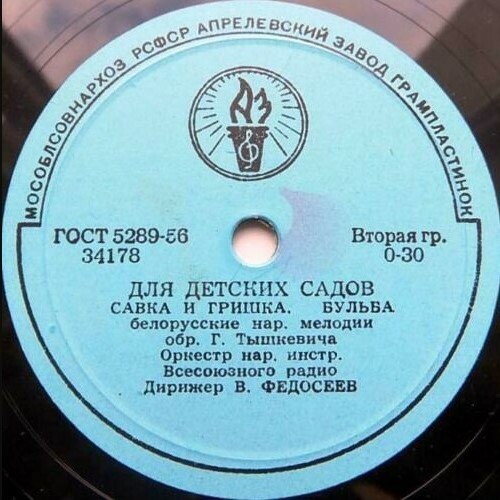 МОСОБЛСОВНАРХОЗ РСФСР АПРЕЛЕВСКИЙ ЗАВОД ГРАМПЛАСТИНОК
АЗ
ГОСТ 5289-56
34178
Вторая гр.
0-30
ДЛЯ ДЕТСКИХ САДОВ
САВКА И ГРИШКА. БУЛЬБА
белорусские нар. мелодии
обр. Г. Тышкевича
Оркестр нар. инстр.
Всесоюзного радио
Дирижер В. ФЕДОСЕЕВ